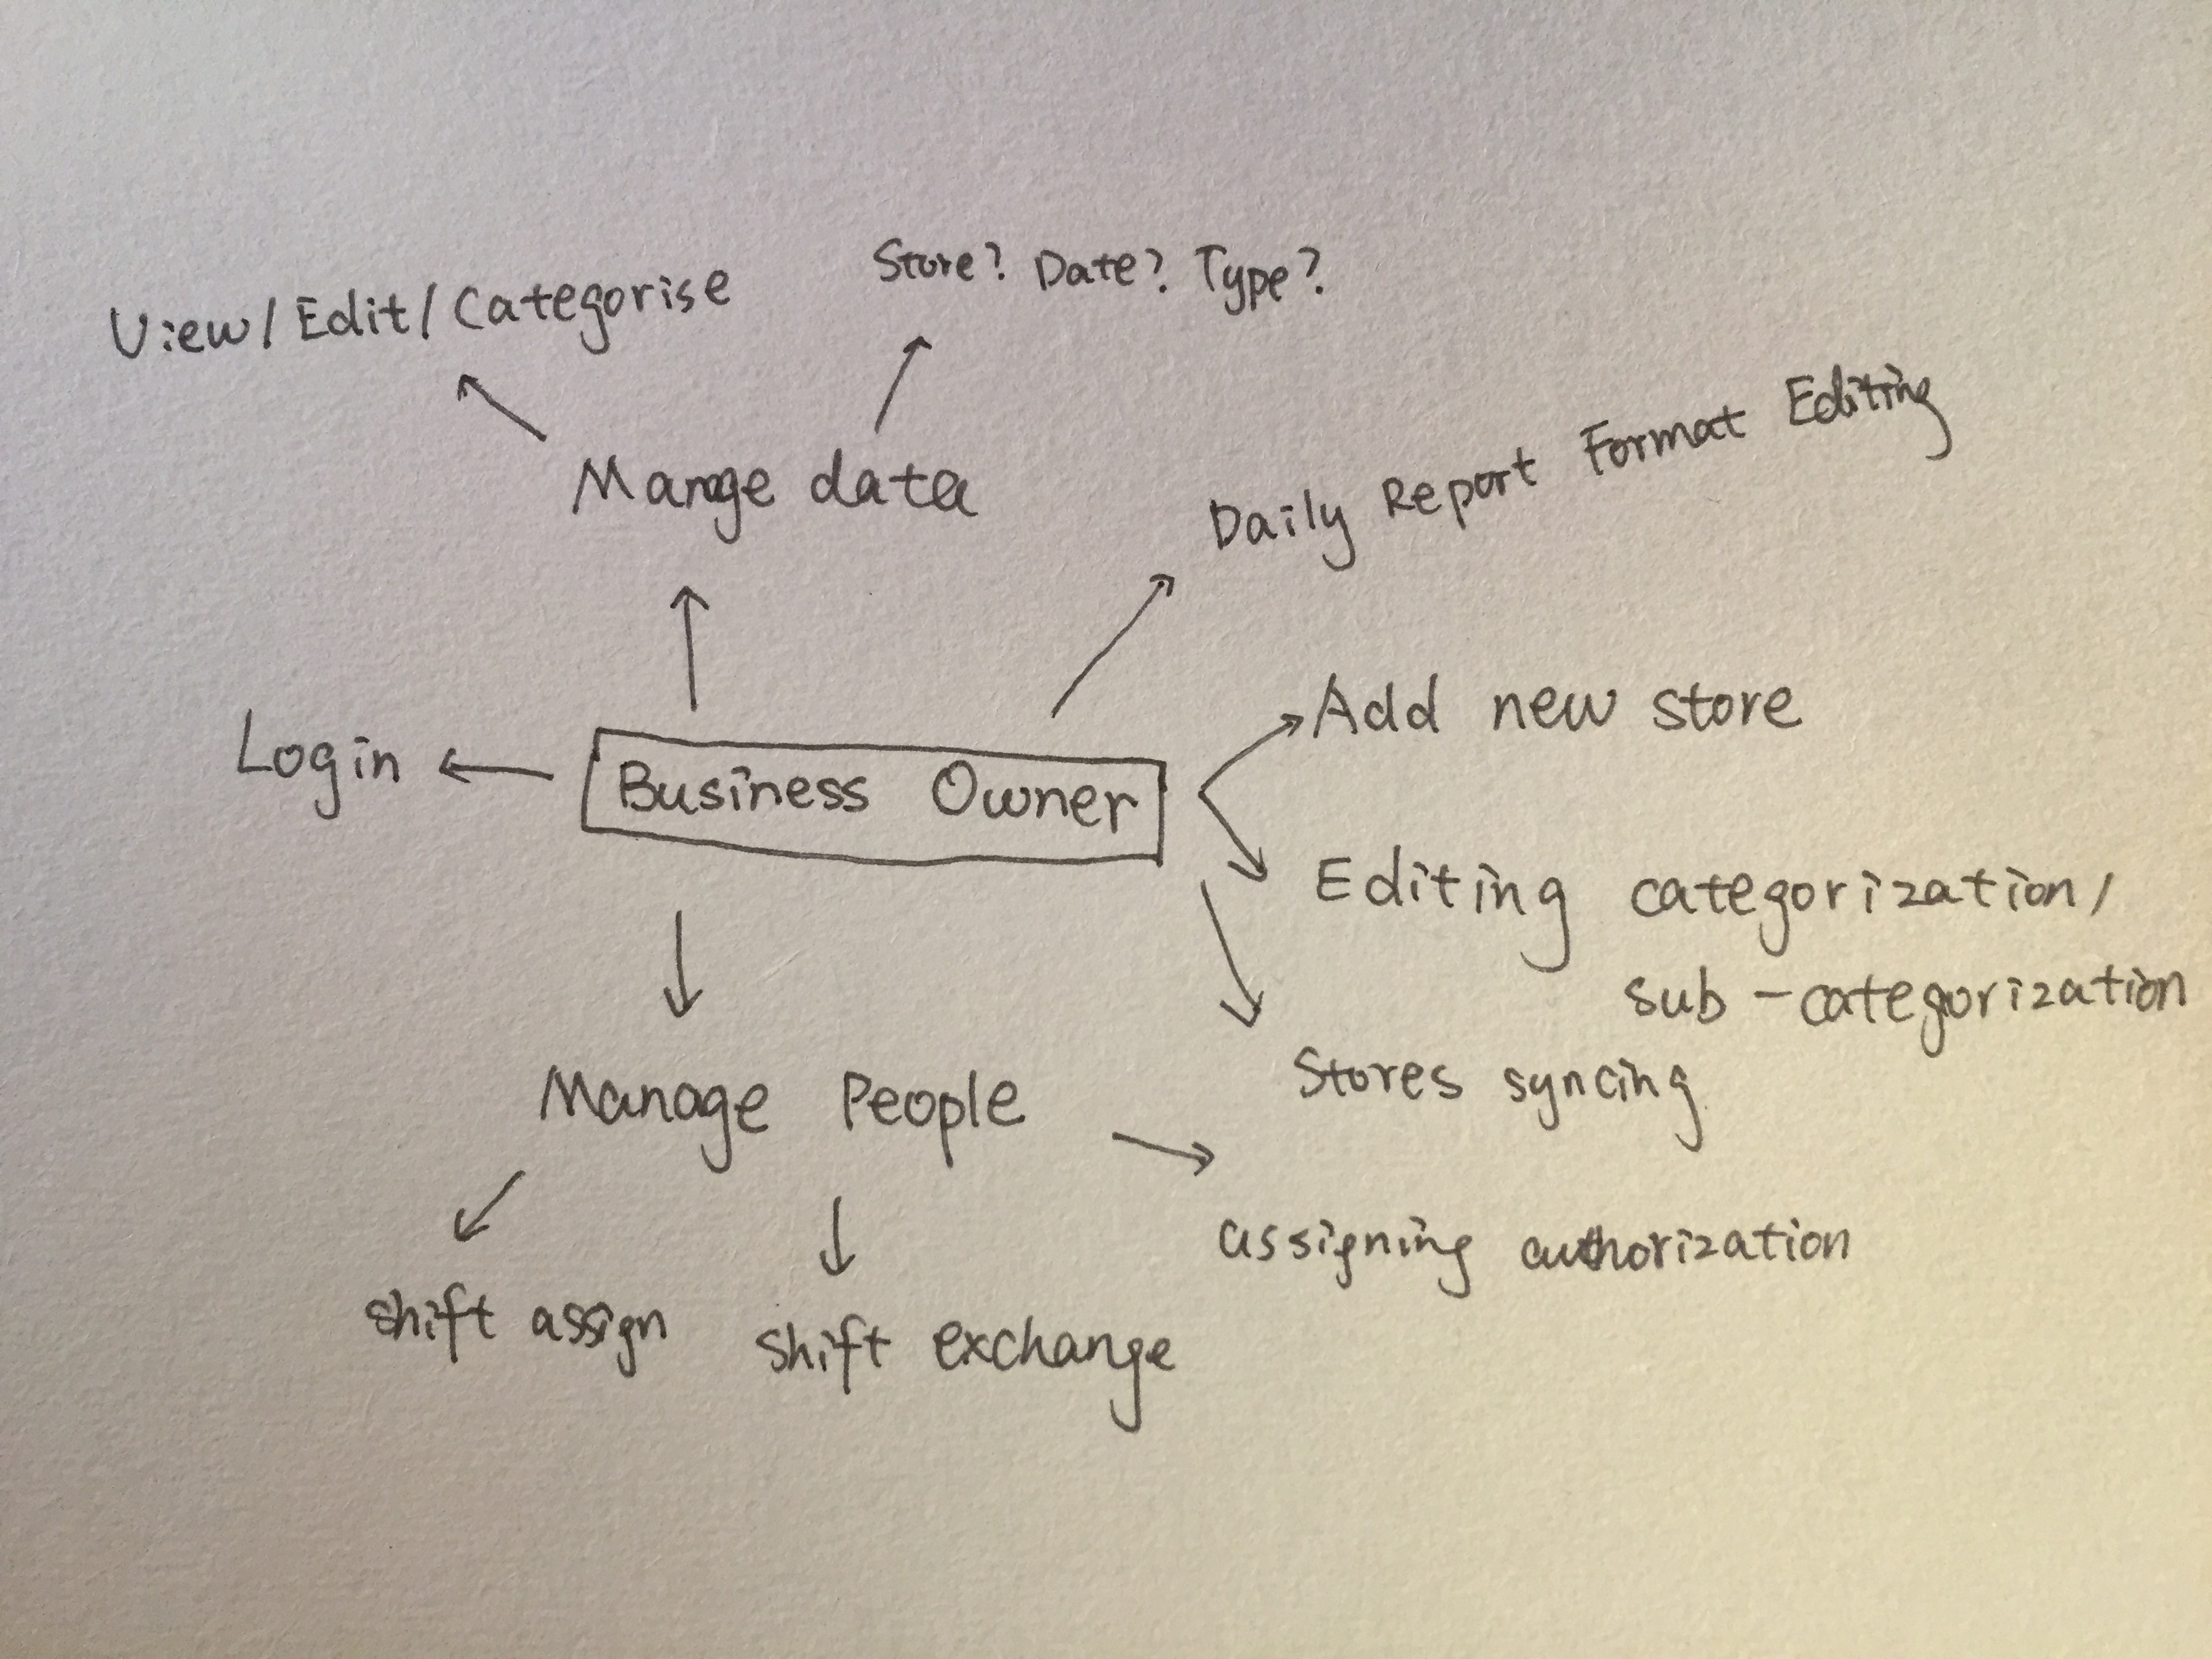 Store? Date? Type?
View/Edit/Categorise
Daily Report Format Editing
Mange data
Add new store
Login
Business Owner
Editing categorization/
sub-categorization
Stores syncing
Manage People
assigning authorization
shift assign
shift exchange